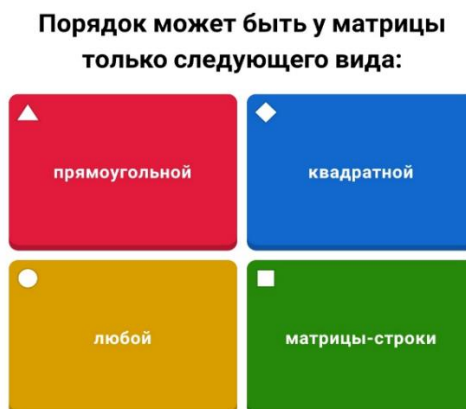 Порядок может быть у матрицы
только следующего вида:
прямоугольной
квадратной
любой
матрицы-строки